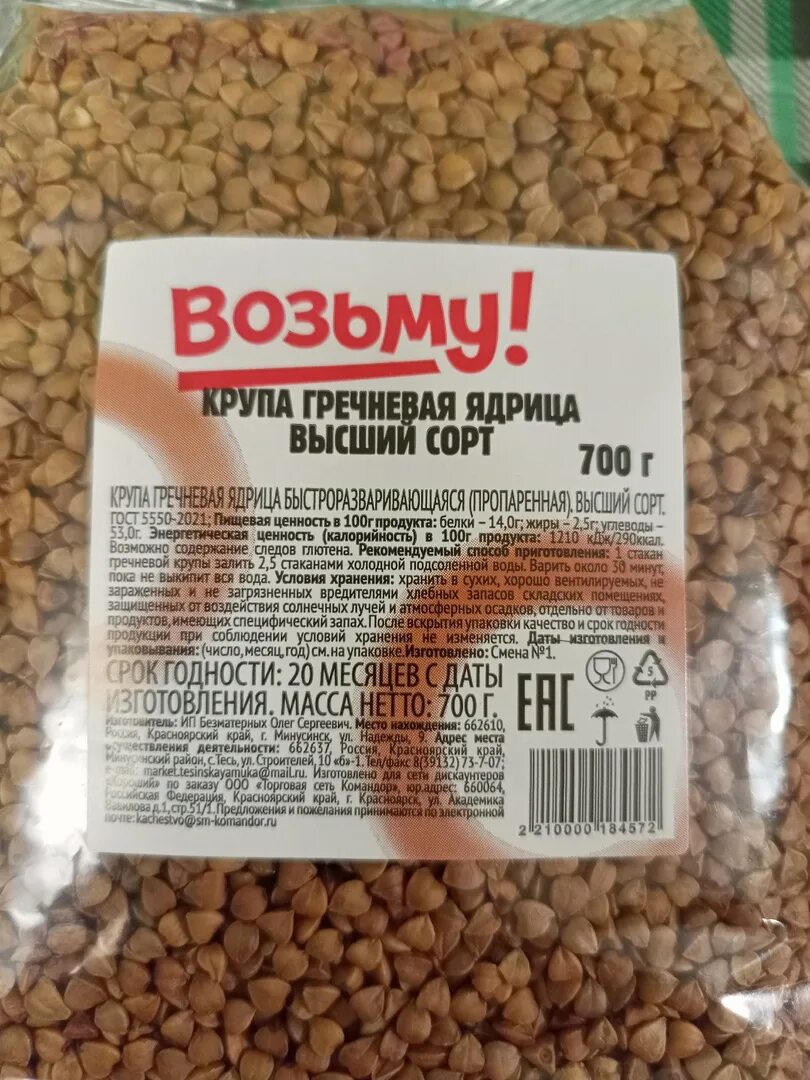 Возьму!
КРУПА ГРЕЧНЕВАЯ ЯДРИЦА
ВЫСШИЙ СОРТ
700 г
КРУПА ГРЕЧНЕВАЯ ЯДРИЦА БЫСТРОРАЗВАРИВАЮЩАЯСЯ (ПРОПАРЕННАЯ). ВЫСШИЙ СОРТ.
ГОСТ 5550-2021; Пищевая ценность в 100г продукта: белки – 14,0г; жиры – 2,5г; углеводы –
53,0г. Энергетическая ценность (калорийность) в 100г продукта: 1210 кДж/290ккал.
Возможно содержание следов глютена. Рекомендуемый способ приготовления: 1 стакан
гречневой крупы залить 2,5 стаканами холодной подсоленной воды. Варить около 30 минут,
пока не выкипит вся вода. Условия хранения: хранить в сухих, хорошо вентилируемых, не
зараженных и не загрязненных вредителями хлебных запасов складских помещениях,
защищенных от воздействия солнечных лучей и атмосферных осадков, отдельно от товаров и
продуктов, имеющих специфический запах. После вскрытия упаковки качество и срок годности
продукции при соблюдении условий хранения не изменяется. Даты изготовления и
упаковывания: (число, месяц, год) см. на упаковке. Изготовлено: Смена №1.
СРОК ГОДНОСТИ: 20 МЕСЯЦЕВ С ДАТЫ
ИЗГОТОВЛЕНИЯ. МАССА НЕТТО: 700 Г.
Изготовитель: ИП Безматерных Олег Сергеевич. Место нахождения: 662610,
Россия, Красноярский край, г. Минусинск, ул. Надежды, 9. Адрес места
осуществления деятельности: 662637, Россия, Красноярский край,
Минусинский район, с.Тесь, ул. Строителей, 10 «б»-1. Тел/факс 8(39132) 73-7-07;
e-mail: market.tesinskayamuka@mail.ru. Изготовлено для сети дискаунтеров
«Хороший» по заказу ООО «Торговая сеть Командор», юр.адрес: 660064,
Российская Федерация, Красноярский край, г. Красноярск, ул. Академика
Вавилова д.1, стр.51/1. Предложения и пожелания принимаются по электронной
почте: kachestvo@sm-komandor.ru
EAC
5
PP
2 210000 184572